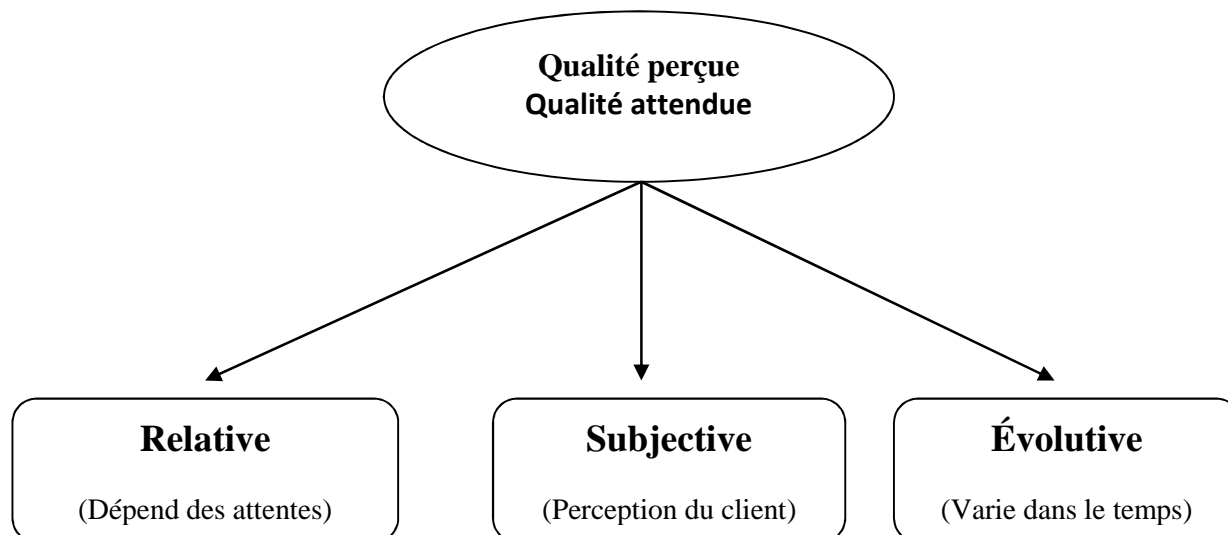 Qualité perçue
Qualité attendue
Relative
(Dépend des attentes)
Subjective
(Perception du client)
Évolutive
(Varie dans le temps)